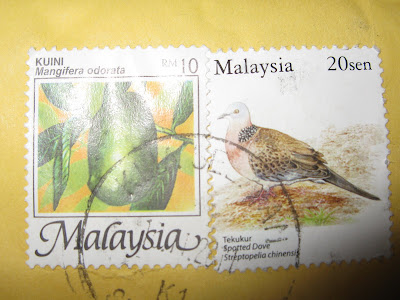 KUINI
Mangifera odorata
RM 10
Malaysia
Malaysia 20sen
Tekukur
Spotted Dove
Streptopelia chinensis